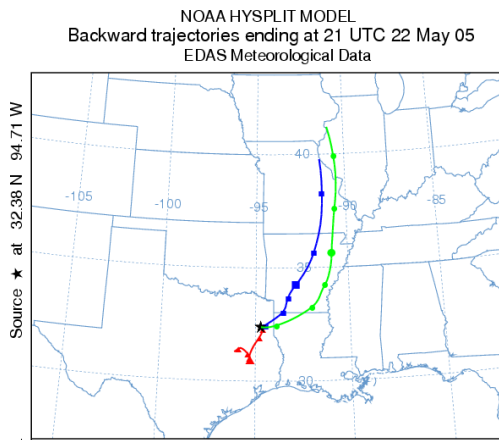 NOAA HYSPLIT MODEL
Backward trajectories ending at 21 UTC 22 May 05
EDAS Meteorological Data
Source ★ at 32.38 N 94.71 W
40
-105
-100
-95
-90
-85
35
30